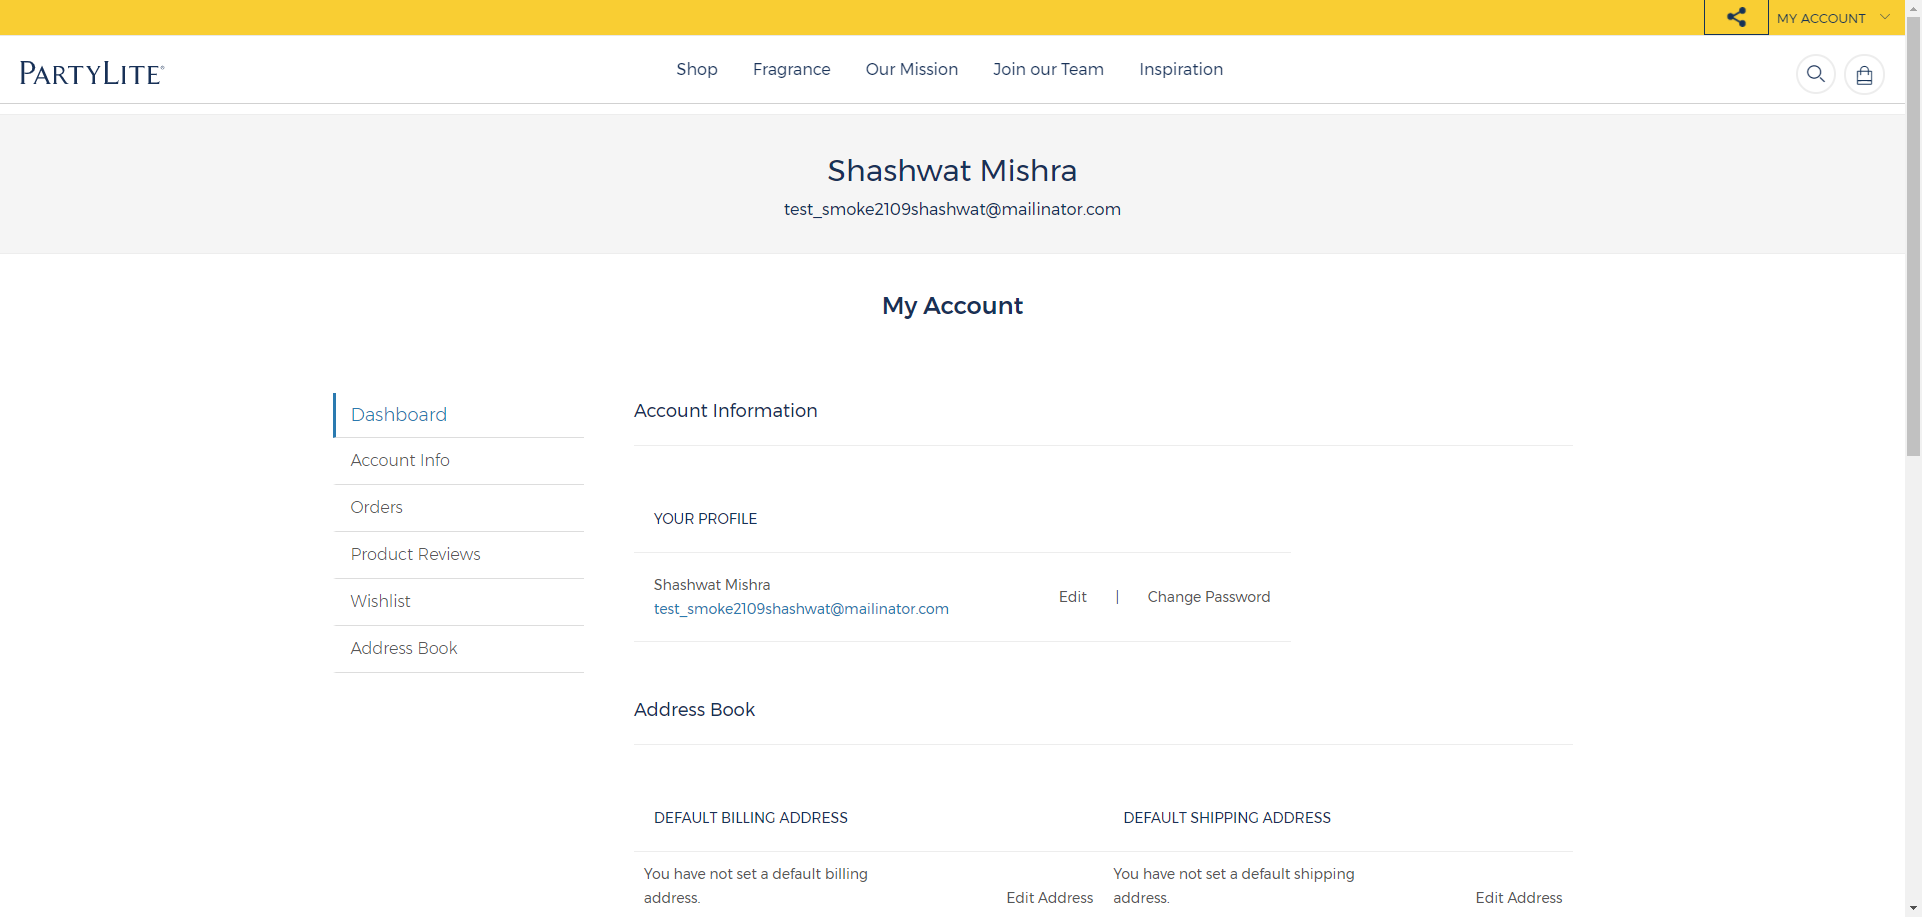 MY ACCOUNT
PARTYLITE®
Shop Fragrance Our Mission Join our Team Inspiration
Shashwat Mishra
test_smoke2109shashwat@mailinator.com
My Account
Dashboard
Account Info
Orders
Product Reviews
Wishlist
Address Book
Account Information
YOUR PROFILE
Shashwat Mishra
test_smoke2109shashwat@mailinator.com
Edit | Change Password
Address Book
DEFAULT BILLING ADDRESS
You have not set a default billing
address.
Edit Address
DEFAULT SHIPPING ADDRESS
You have not set a default shipping
address.
Edit Address